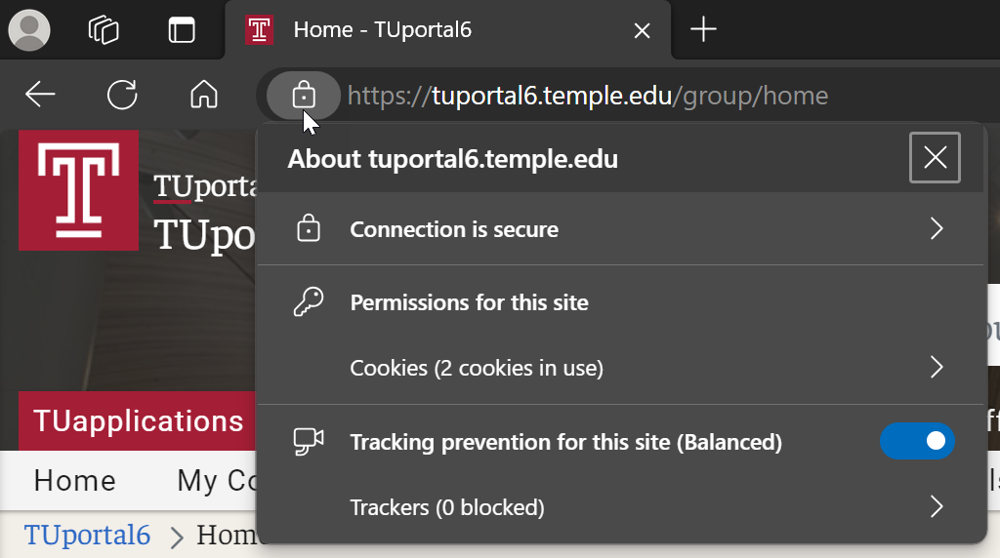 Home - TUportal6
https://tuportal6.temple.edu/group/home
About tuportal6.temple.edu
TUporta
TUpo
Connection is secure
Permissions for this site
Cookies (2 cookies in use)
TUapplications
Tracking prevention for this site (Balanced)
Home My Co
Trackers (0 blocked)
TUportal6 > Home